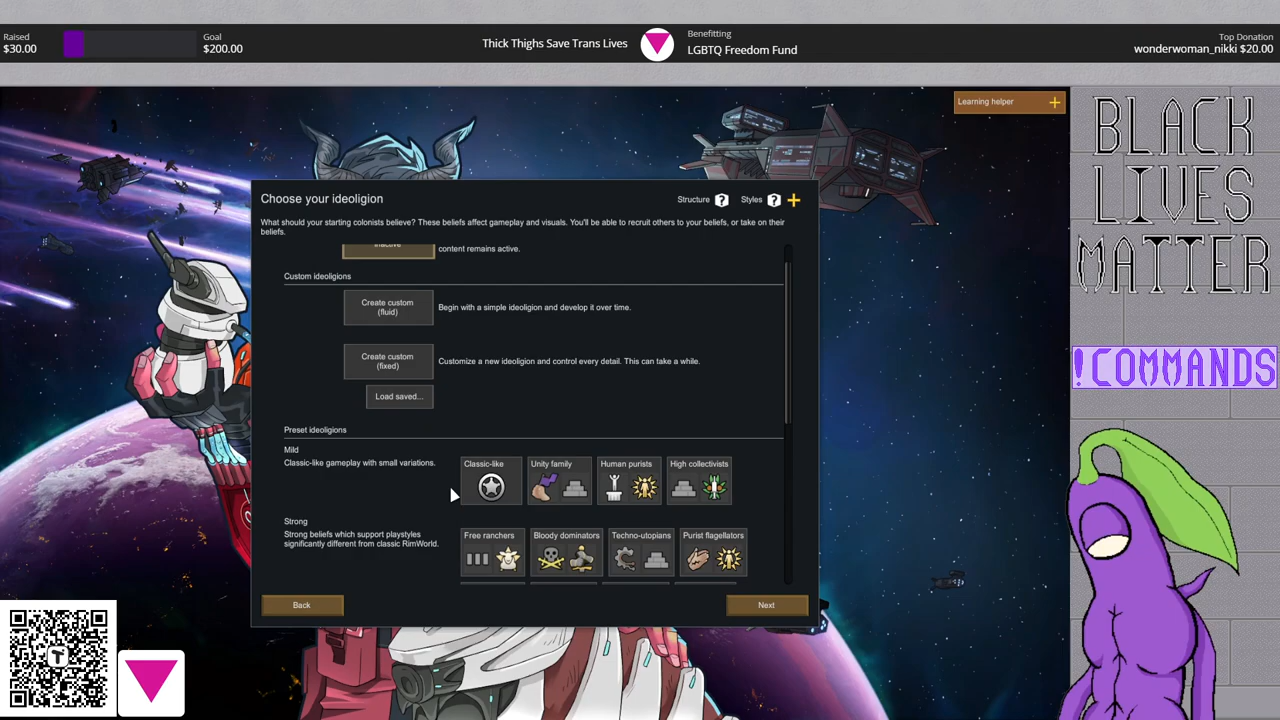 Raised
$30.00
Goal
$200.00
Thick Thighs Save Trans Lives
Benefitting
LGBTQ Freedom Fund
Top Donation
wonderwoman_nikki $20.00
Learning helper
BLACK
LIVES
MATTER
!COMMANDS
Choose your ideoligion
Structure ?
Styles ?
What should your starting colonists believe? These beliefs affect gameplay and visuals. You'll be able to recruit others to your beliefs, or take on their
beliefs.
Inactive
content remains active.
Custom ideoligions
Create custom
(fluid)
Begin with a simple ideoligion and develop it over time.
Create custom
(fixed)
Customize a new ideoligion and control every detail. This can take a while.
Load saved...
Preset ideoligions
Mild
Classic-like gameplay with small variations.
Classic-like
Unity family
Human purists
High collectivists
Strong
Strong beliefs which support playstyles
significantly different from classic RimWorld.
Free ranchers
Bloody dominators
Techno-utopians
Purist flagellators
Back
Next
T